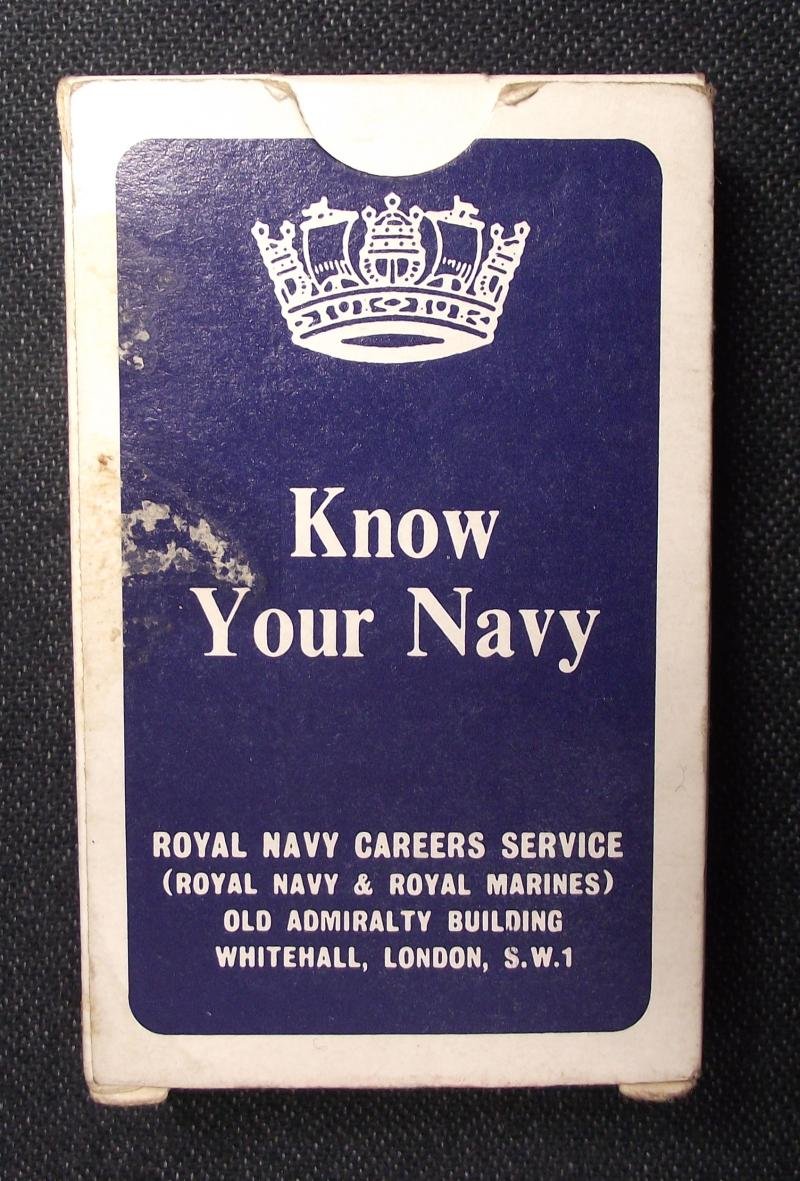 Know
Your Navy
ROYAL NAVY CAREERS SERVICE
(ROYAL NAVY & ROYAL MARINES)
OLD ADMIRALTY BUILDING
WHITEHALL, LONDON, S.W.1